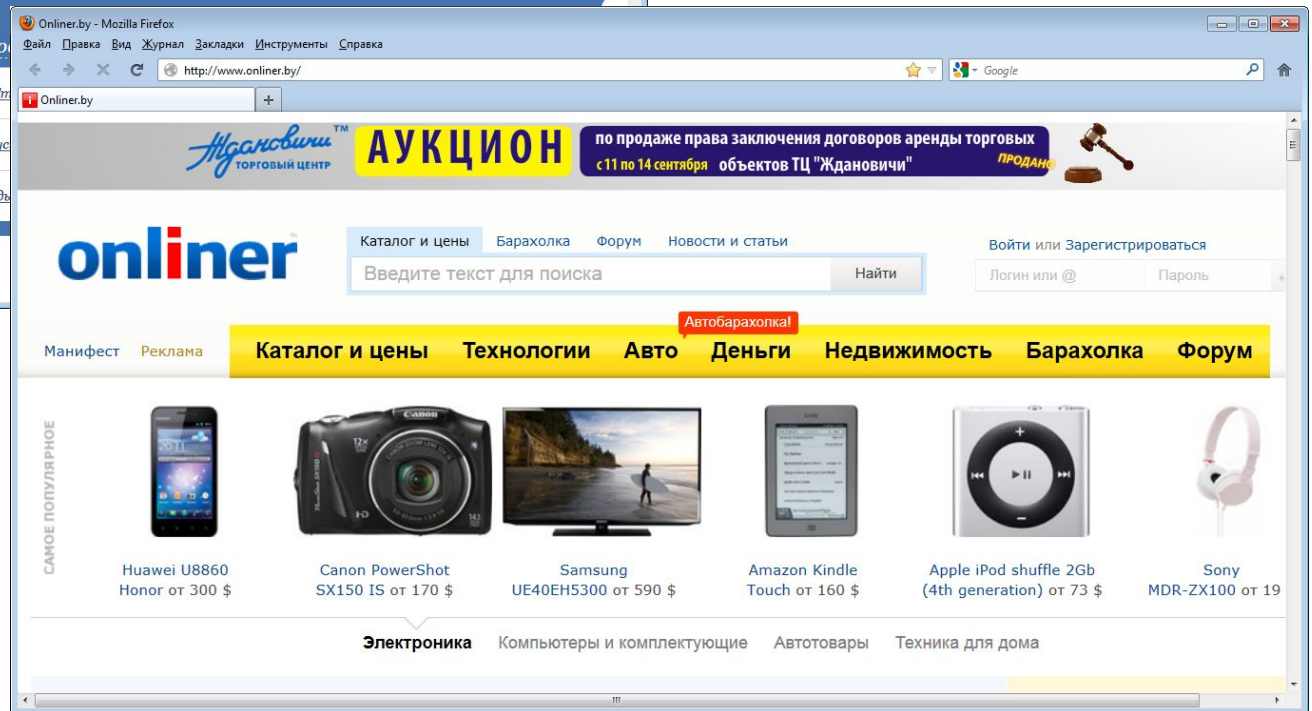 Onliner.by - Mozilla Firefox
Файл Правка Вид Журнал Закладки Инструменты Справка
http://www.onliner.by/
Google
Onliner.by
Ждановичи™
ТОРГОВЫЙ ЦЕНТР
АУКЦИОН
по продаже права заключения договоров аренды торговых
с 11 по 14 сентября объектов ТЦ "Ждановичи"
ПРОДАНО
onliner™
Каталог и цены Барахолка Форум Новости и статьи
Введите текст для поиска Найти
Войти или Зарегистрироваться
Логин или @ Пароль
Автобарахолка!
Манифест Реклама Каталог и цены Технологии Авто Деньги Недвижимость Барахолка Форум
САМОЕ ПОПУЛЯРНОЕ
Huawei U8860
Honor от 300 $
Canon PowerShot
SX150 IS от 170 $
Samsung
UE40EH5300 от 590 $
Amazon Kindle
Touch от 160 $
Apple iPod shuffle 2Gb
(4th generation) от 73 $
Sony
MDR-ZX100 от 19
Электроника Компьютеры и комплектующие Автотовары Техника для дома